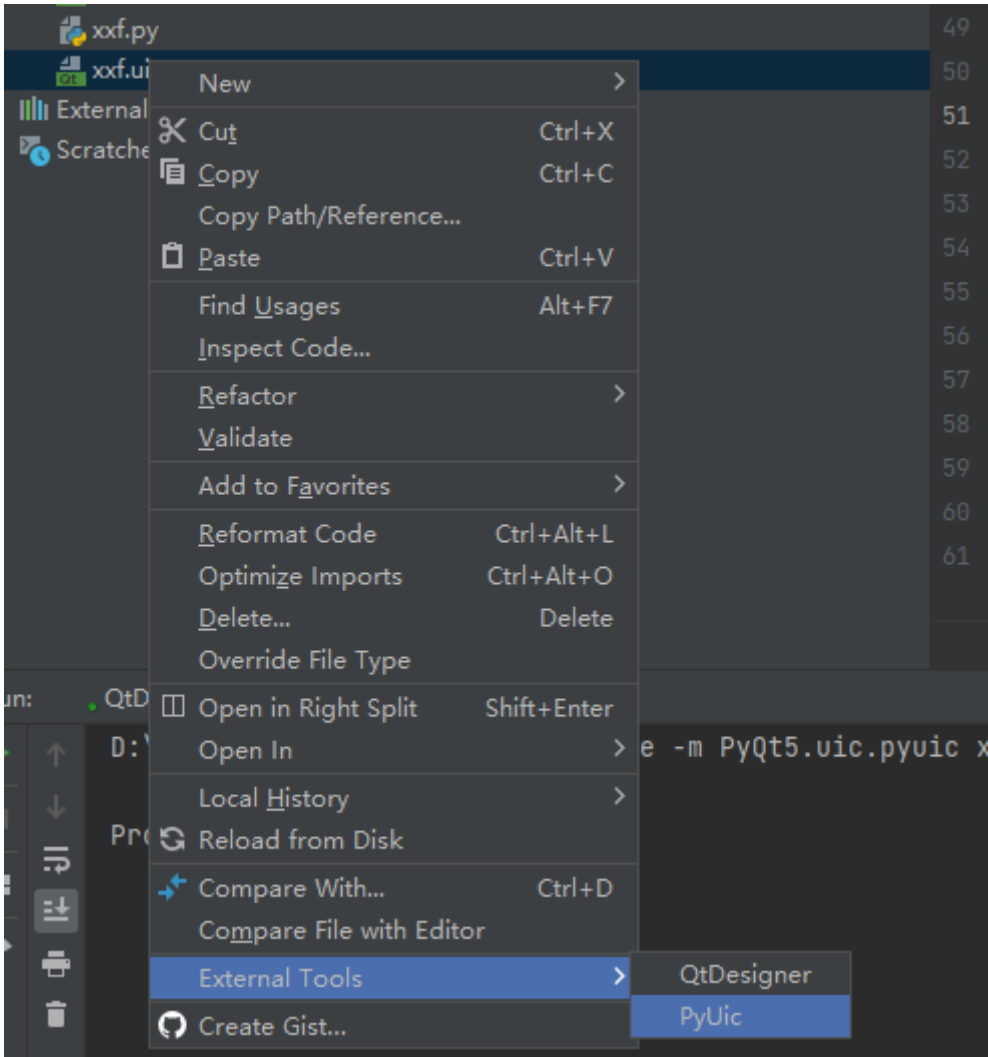 xxf.py
49
xxf.ui
50
New
External
51
Cut Ctrl+X
Scratche
52
Copy Ctrl+C
Copy Path/Reference...
53
Paste Ctrl+V
54
Find Usages Alt+F7
55
Inspect Code...
56
Refactor
57
Validate
58
Add to Favorites
59
Reformat Code Ctrl+Alt+L
60
Optimize Imports Ctrl+Alt+O
61
Delete... Delete
Override File Type
un: QtD
Open in Right Split Shift+Enter
D:\
Open In
e -m PyQt5.uic.pyuic x
Local History
Pro
Reload from Disk
Compare With... Ctrl+D
Compare File with Editor
External Tools
QtDesigner
PyUic
Create Gist...